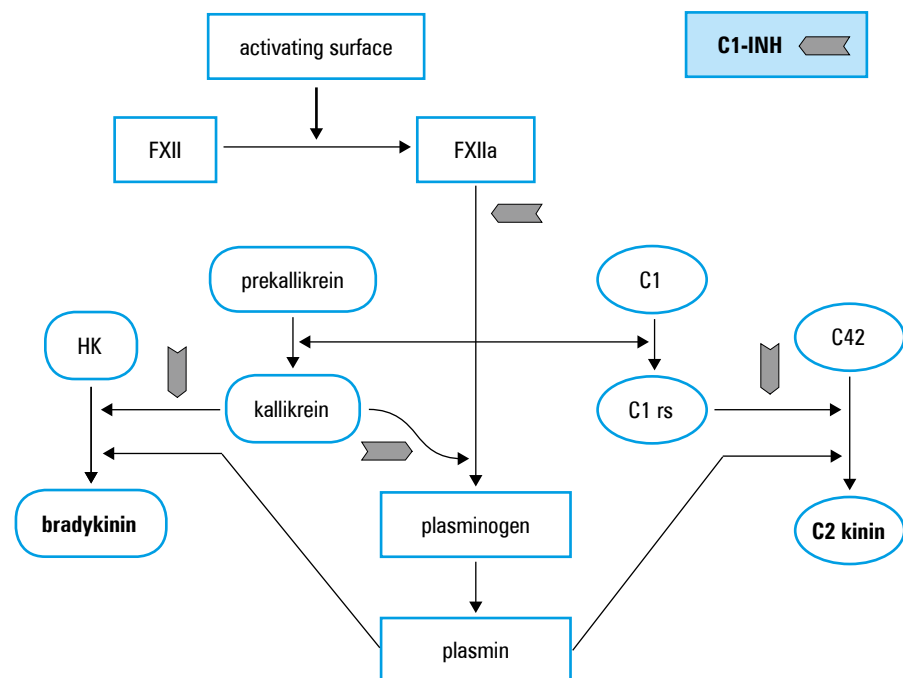 activating surface
C1-INH
FXII
FXIIa
prekallikrein
C1
HK
C42
kallikrein
C1 rs
bradykinin
plasminogen
C2 kinin
plasmin